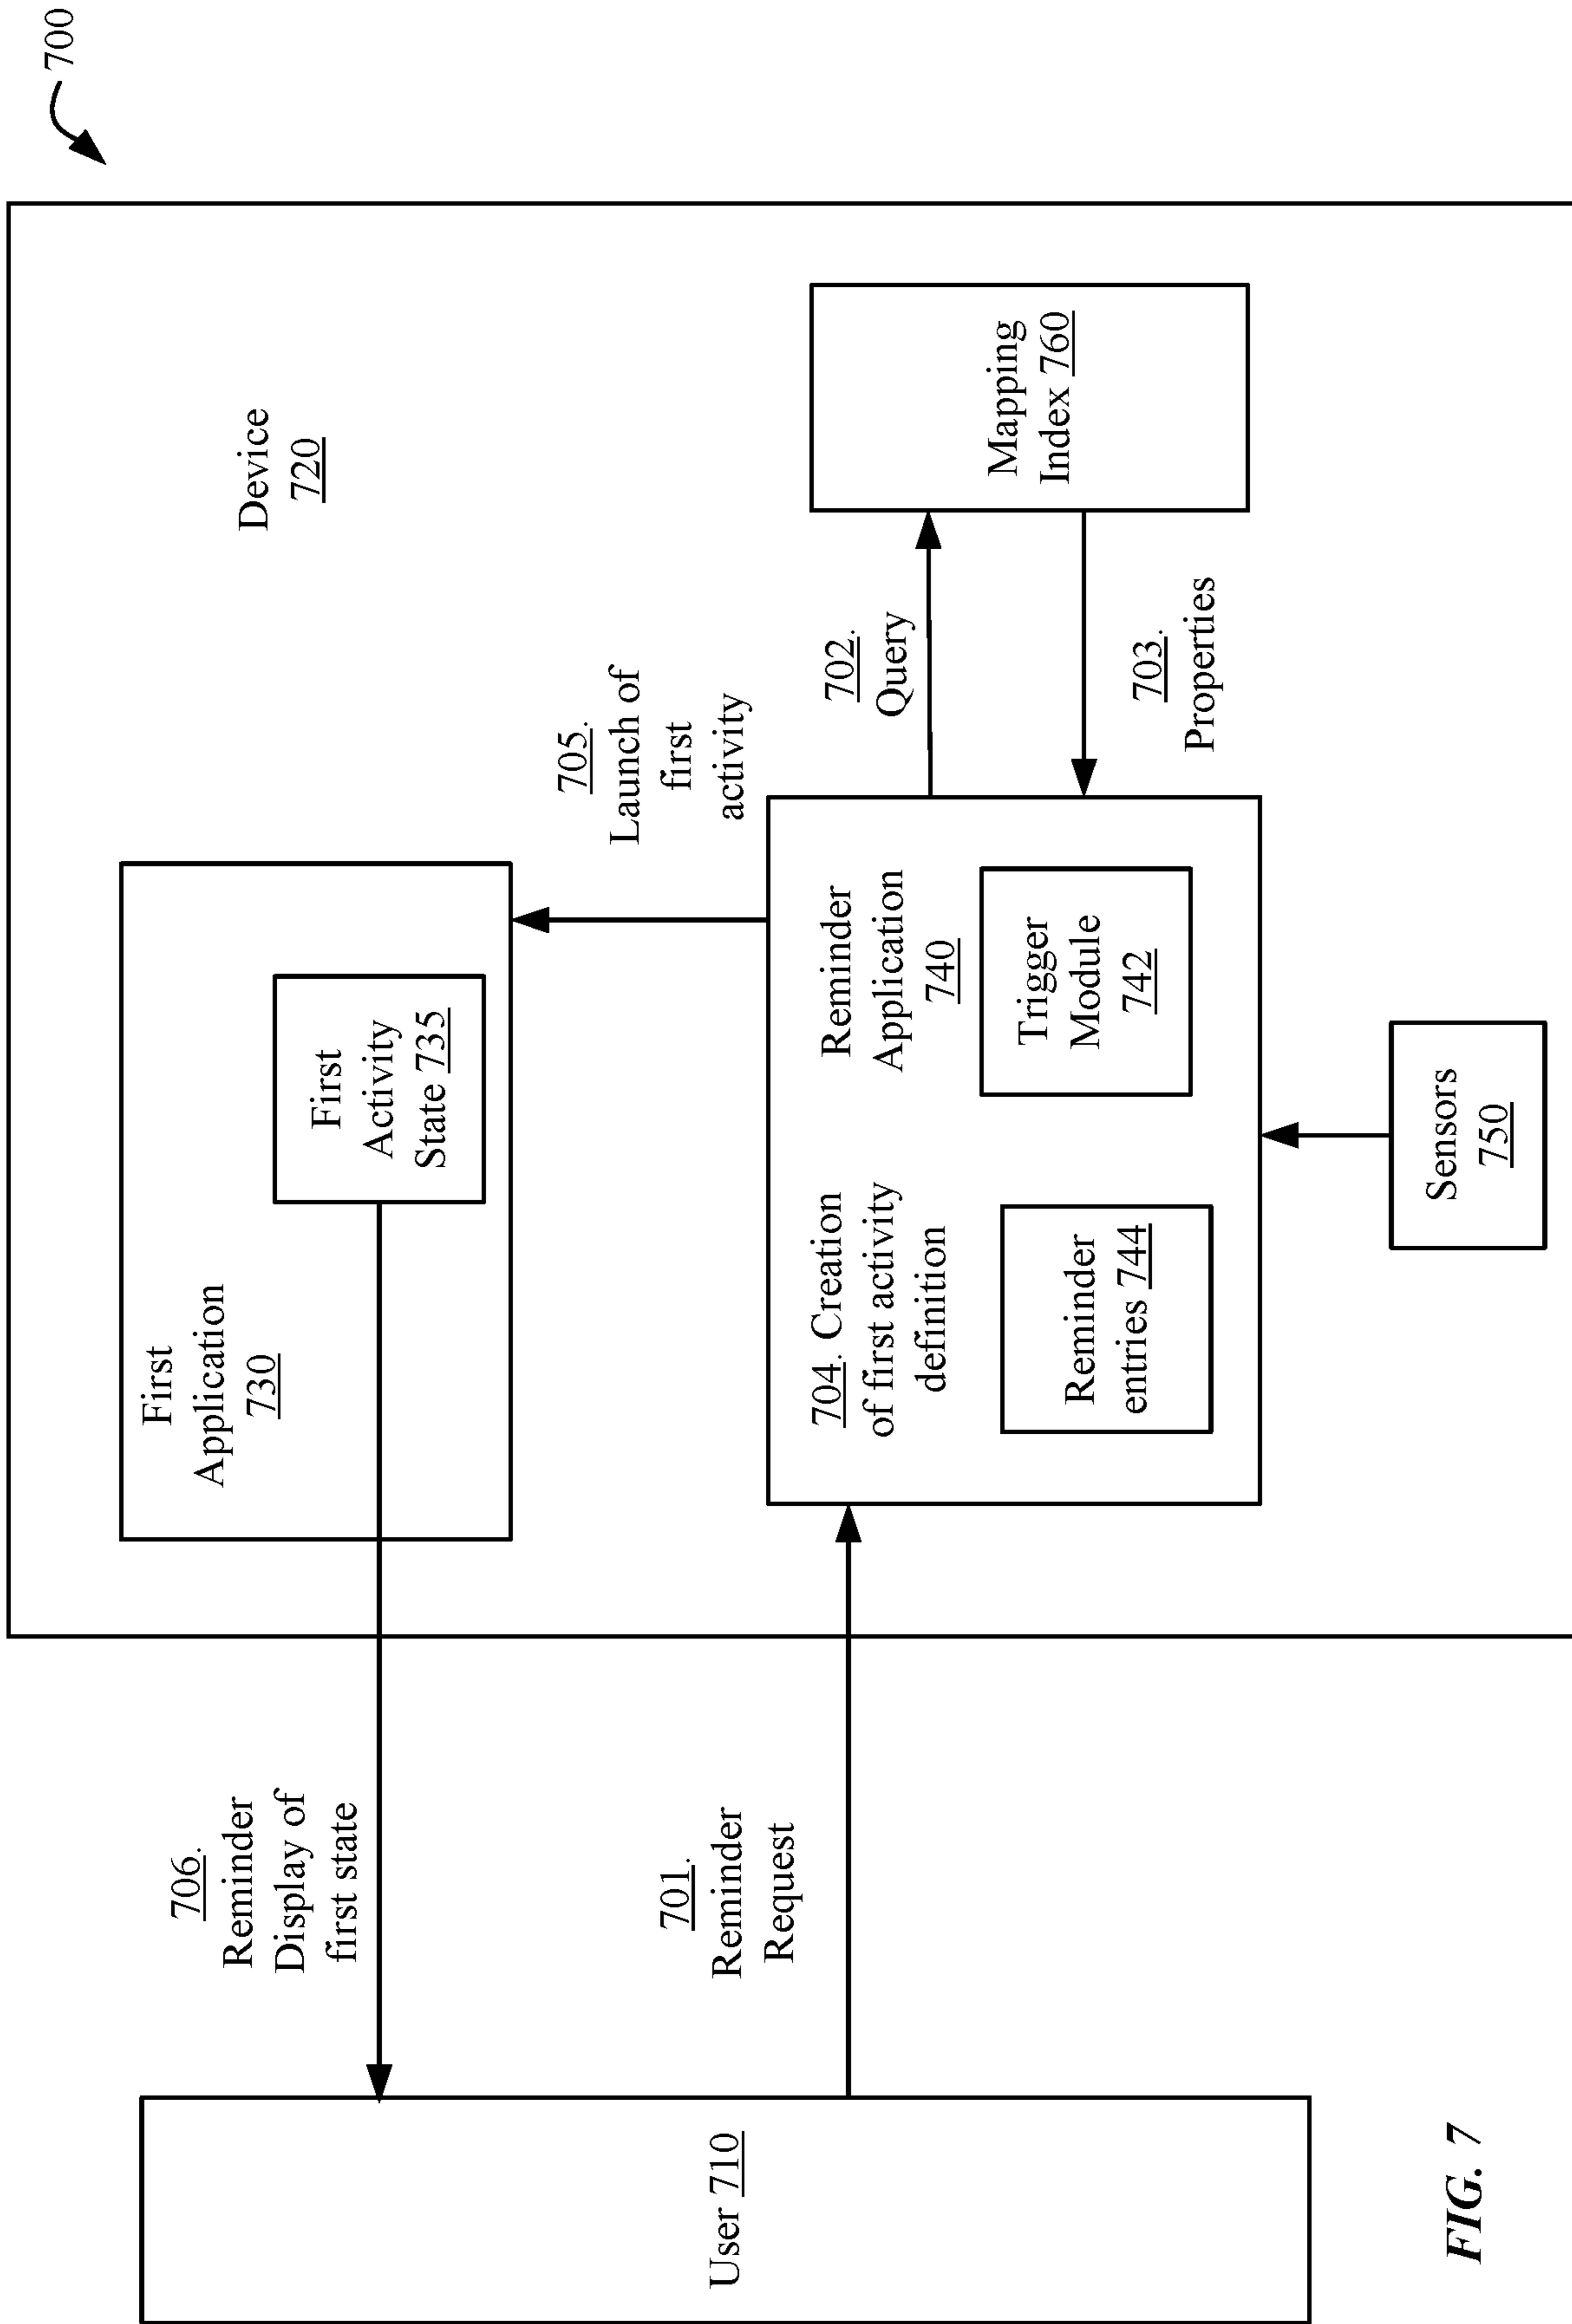 700
Device
720
First
Application
730
First
Activity
State 735
706.
Reminder
Display of
first state
705.
Launch of
first
activity
User 710
701.
Reminder
Request
704. Creation
of first activity
definition
Reminder
Application
740
Reminder
entries 744
Trigger
Module
742
702.
Query
703.
Properties
Mapping
Index 760
Sensors
750
FIG. 7